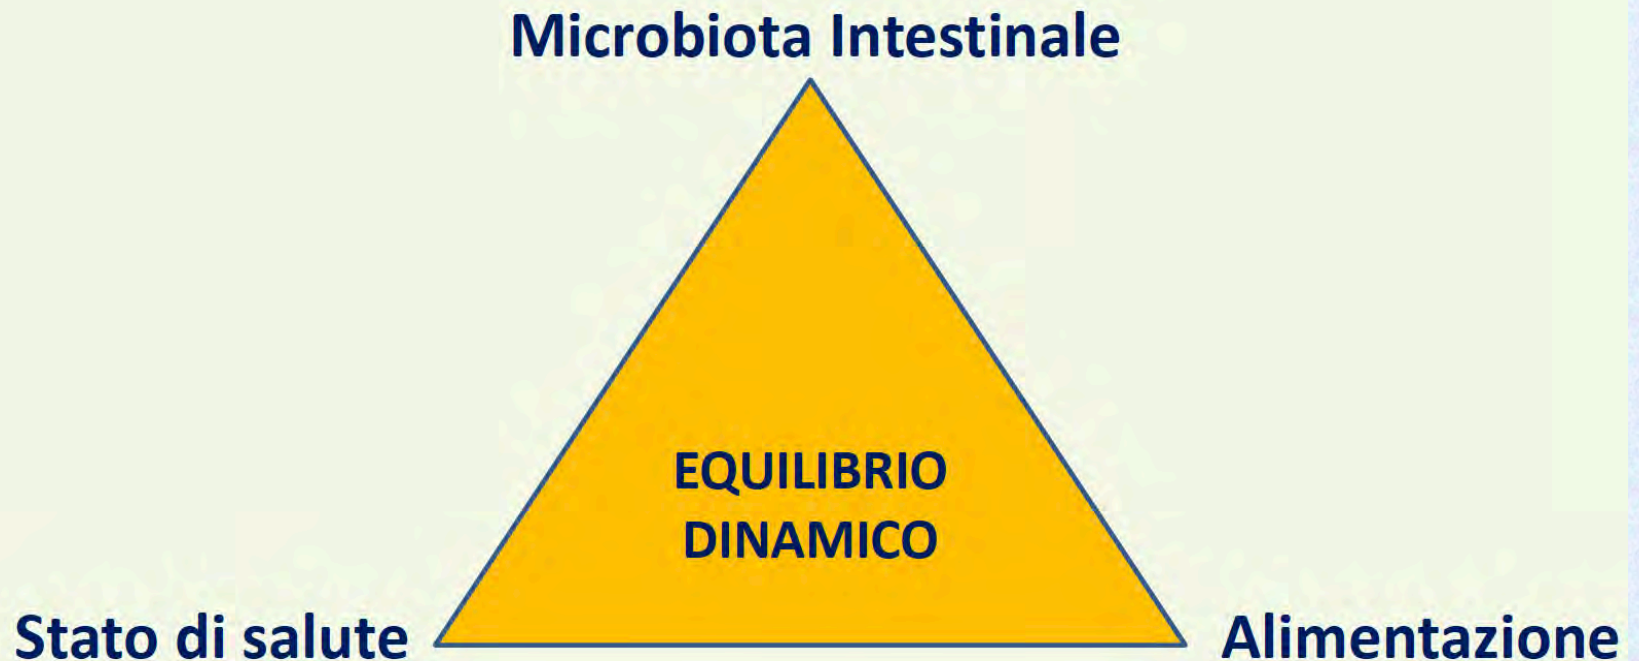 Microbiota Intestinale
EQUILIBRIO
DINAMICO
Stato di salute
Alimentazione